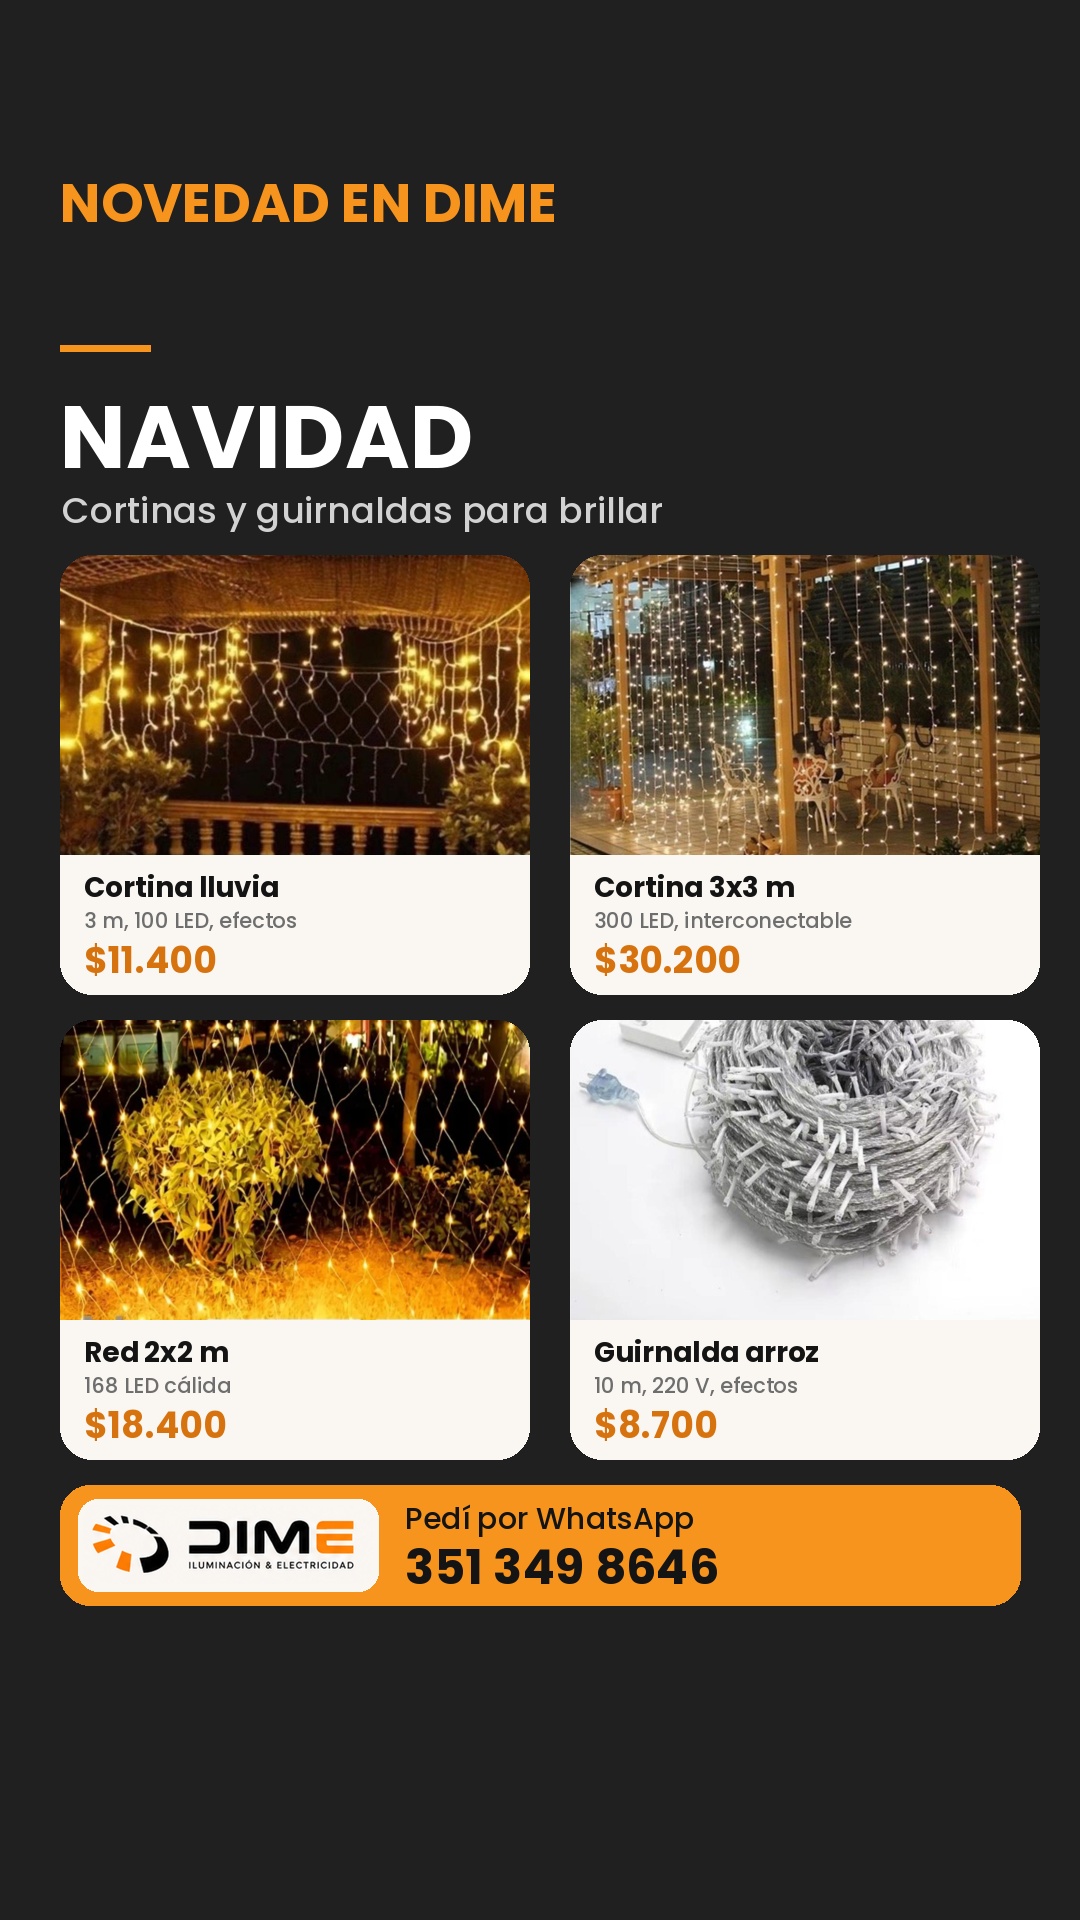 NOVEDAD EN DIME
NAVIDAD
Cortinas y guirnaldas para brillar
Cortina lluvia
3 m, 100 LED, efectos
$11.400
Cortina 3x3 m
300 LED, interconectable
$30.200
Red 2x2 m
168 LED cálida
$18.400
Guirnalda arroz
10 m, 220 V, efectos
$8.700
DIME
ILUMINACIÓN & ELECTRICIDAD
Pedí por WhatsApp
351 349 8646